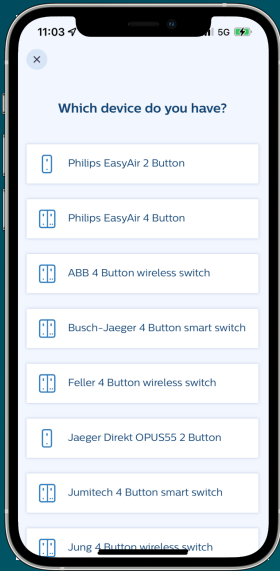 11:03
5G
Which device do you have?
Philips EasyAir 2 Button
Philips EasyAir 4 Button
ABB 4 Button wireless switch
Busch-Jaeger 4 Button smart switch
Feller 4 Button wireless switch
Jaeger Direkt OPUS55 2 Button
Jumitech 4 Button smart switch
Jung 4 Button wireless switch